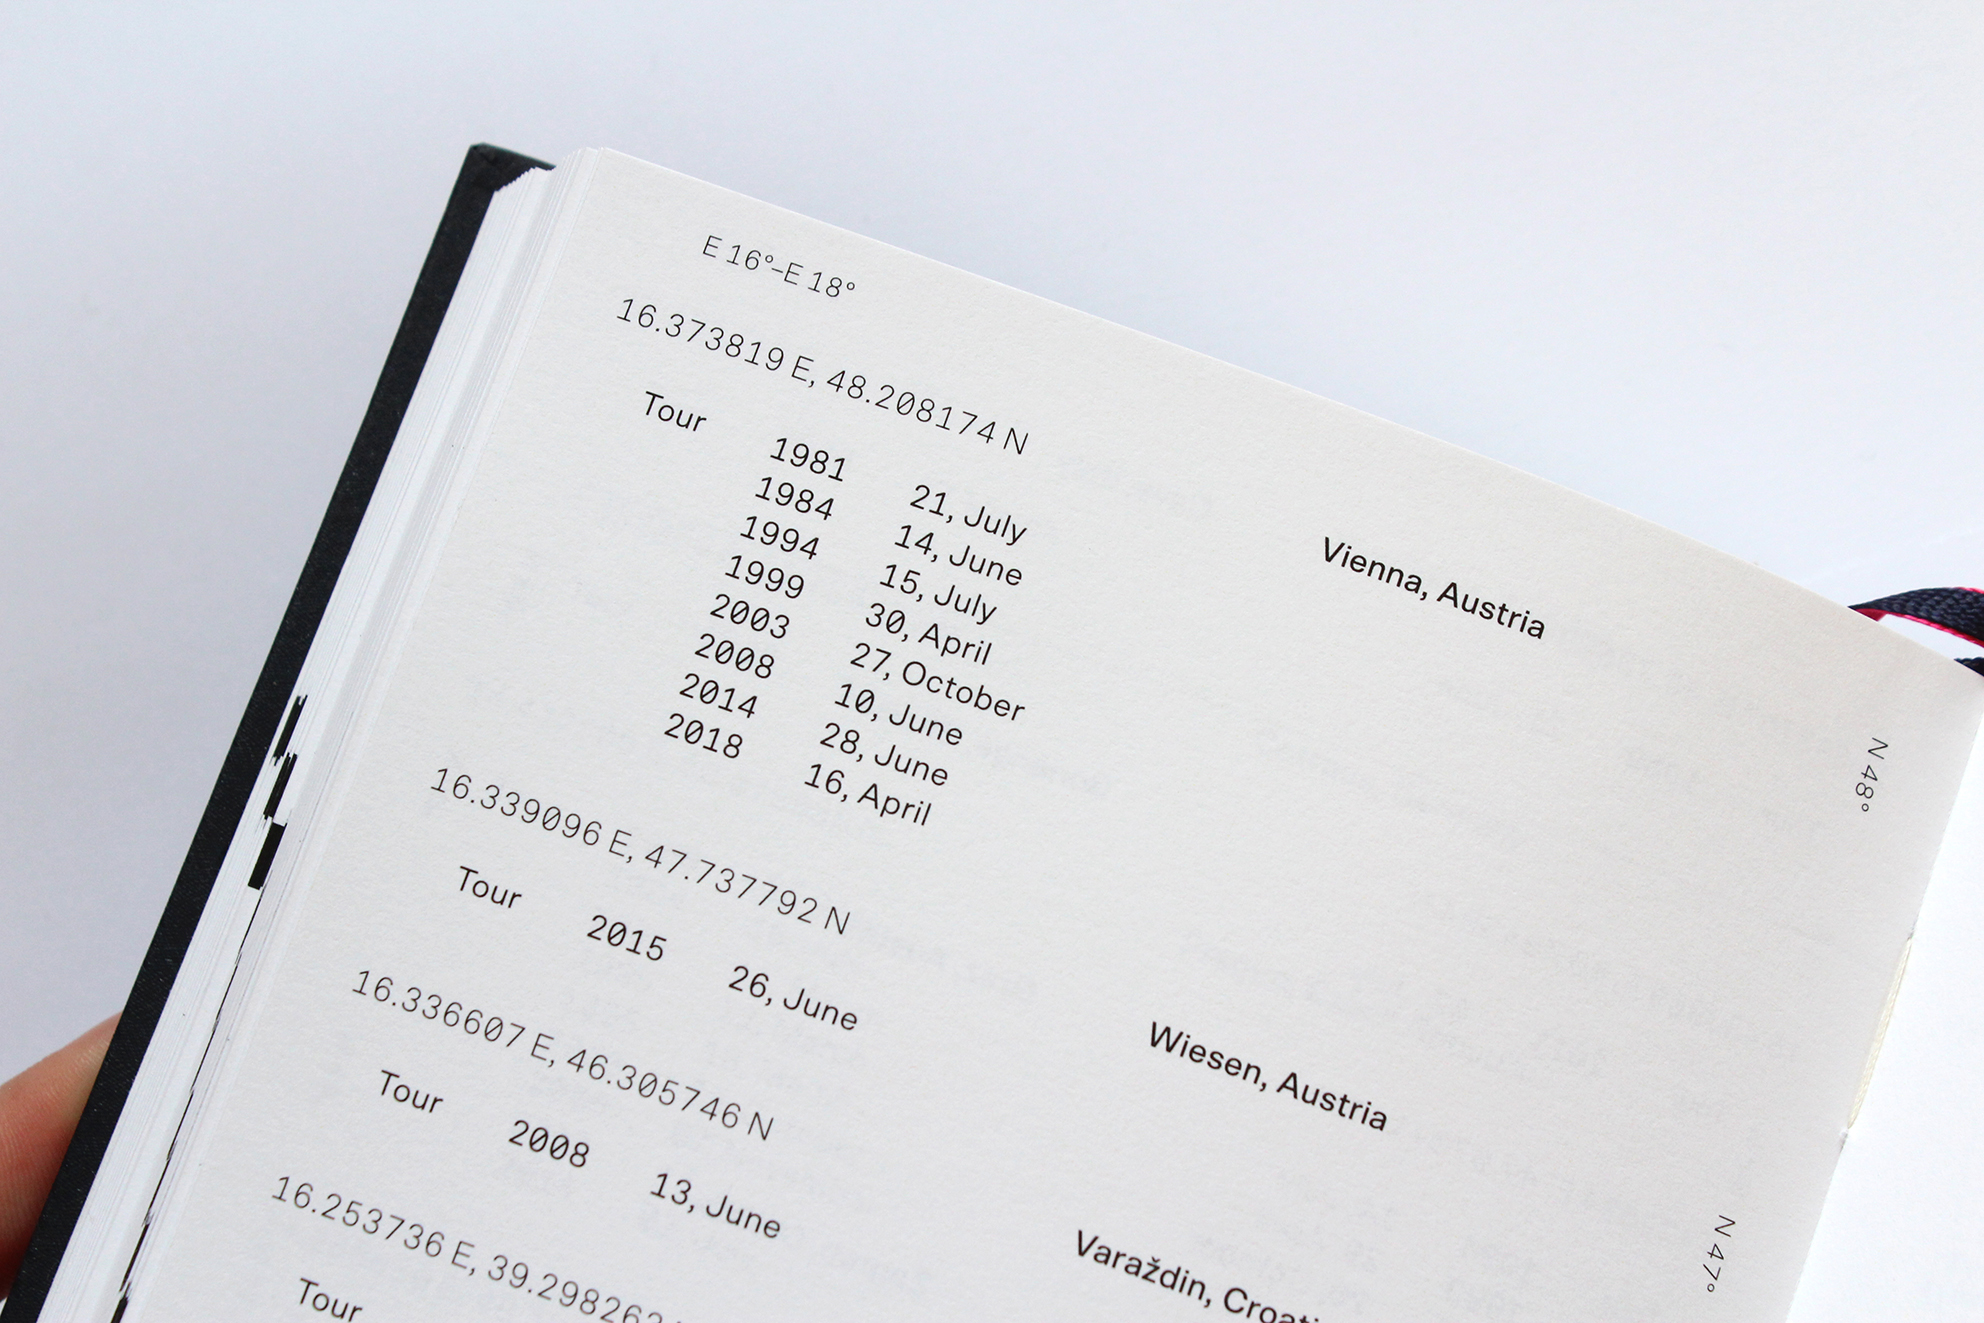 E 16°–E 18°
16.373819 E, 48.208174 N
Tour 1981 21, July Vienna, Austria
1984 14, June
1994 15, July
1999 30, April
2003 27, October
2008 10, June
2014 28, June
2018 16, April
N 48°
16.339096 E, 47.737792 N
Tour 2015 26, June Wiesen, Austria
16.336607 E, 46.305746 N
Tour 2008 13, June Varaždin,
N 47°
16.253736 E,
Tour